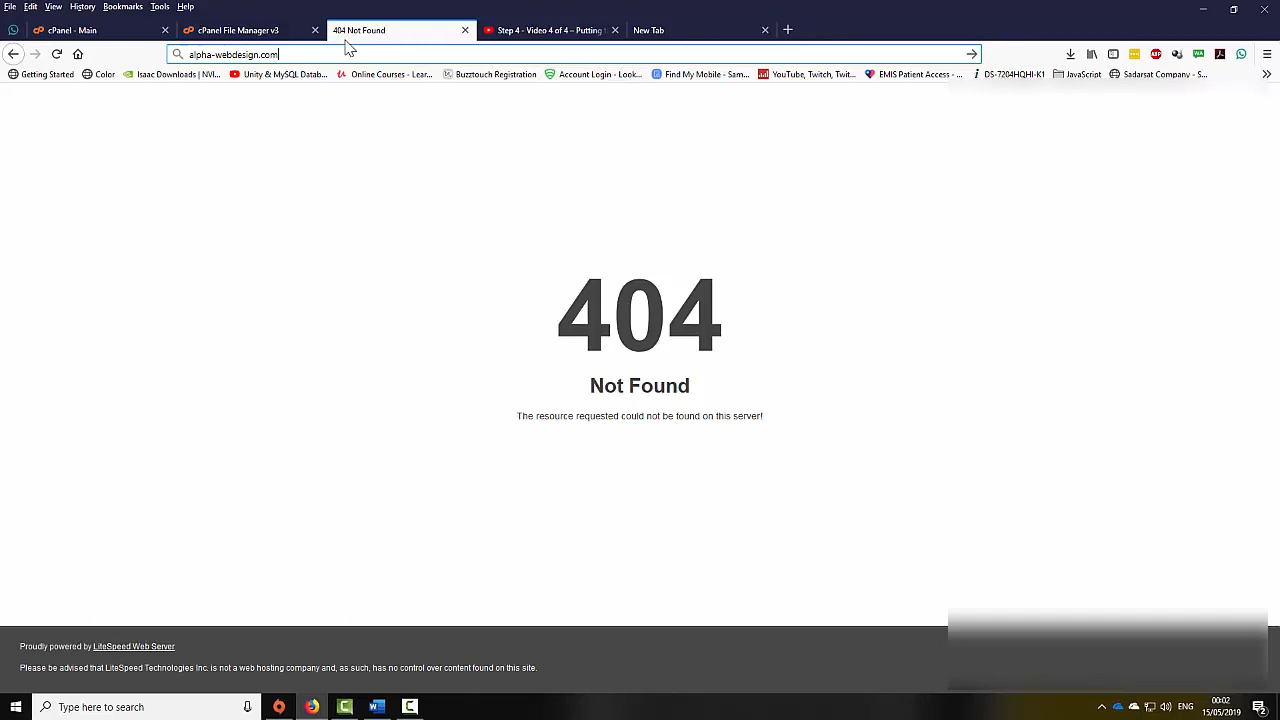 File Edit View History Bookmarks Tools Help
cPanel - Main
cPanel File Manager v3
404 Not Found
Step 4 - Video 4 of 4 – Putting
New Tab
alpha-webdesign.com
Getting Started
Color
Isaac Downloads | NVI...
Unity & MySQL Datab...
Online Courses - Lear...
Buzztouch Registration
Account Login - Look...
Find My Mobile - Sam...
YouTube, Twitch, Twit...
EMIS Patient Access - ...
DS-7204HQHI-K1
JavaScript
Sadarsat Company - S...
404
Not Found
The resource requested could not be found on this server!
Proudly powered by LiteSpeed Web Server
Please be advised that LiteSpeed Technologies Inc. is not a web hosting company and, as such, has no control over content found on this site.
Type here to search
ENG
00:02
15/05/2019